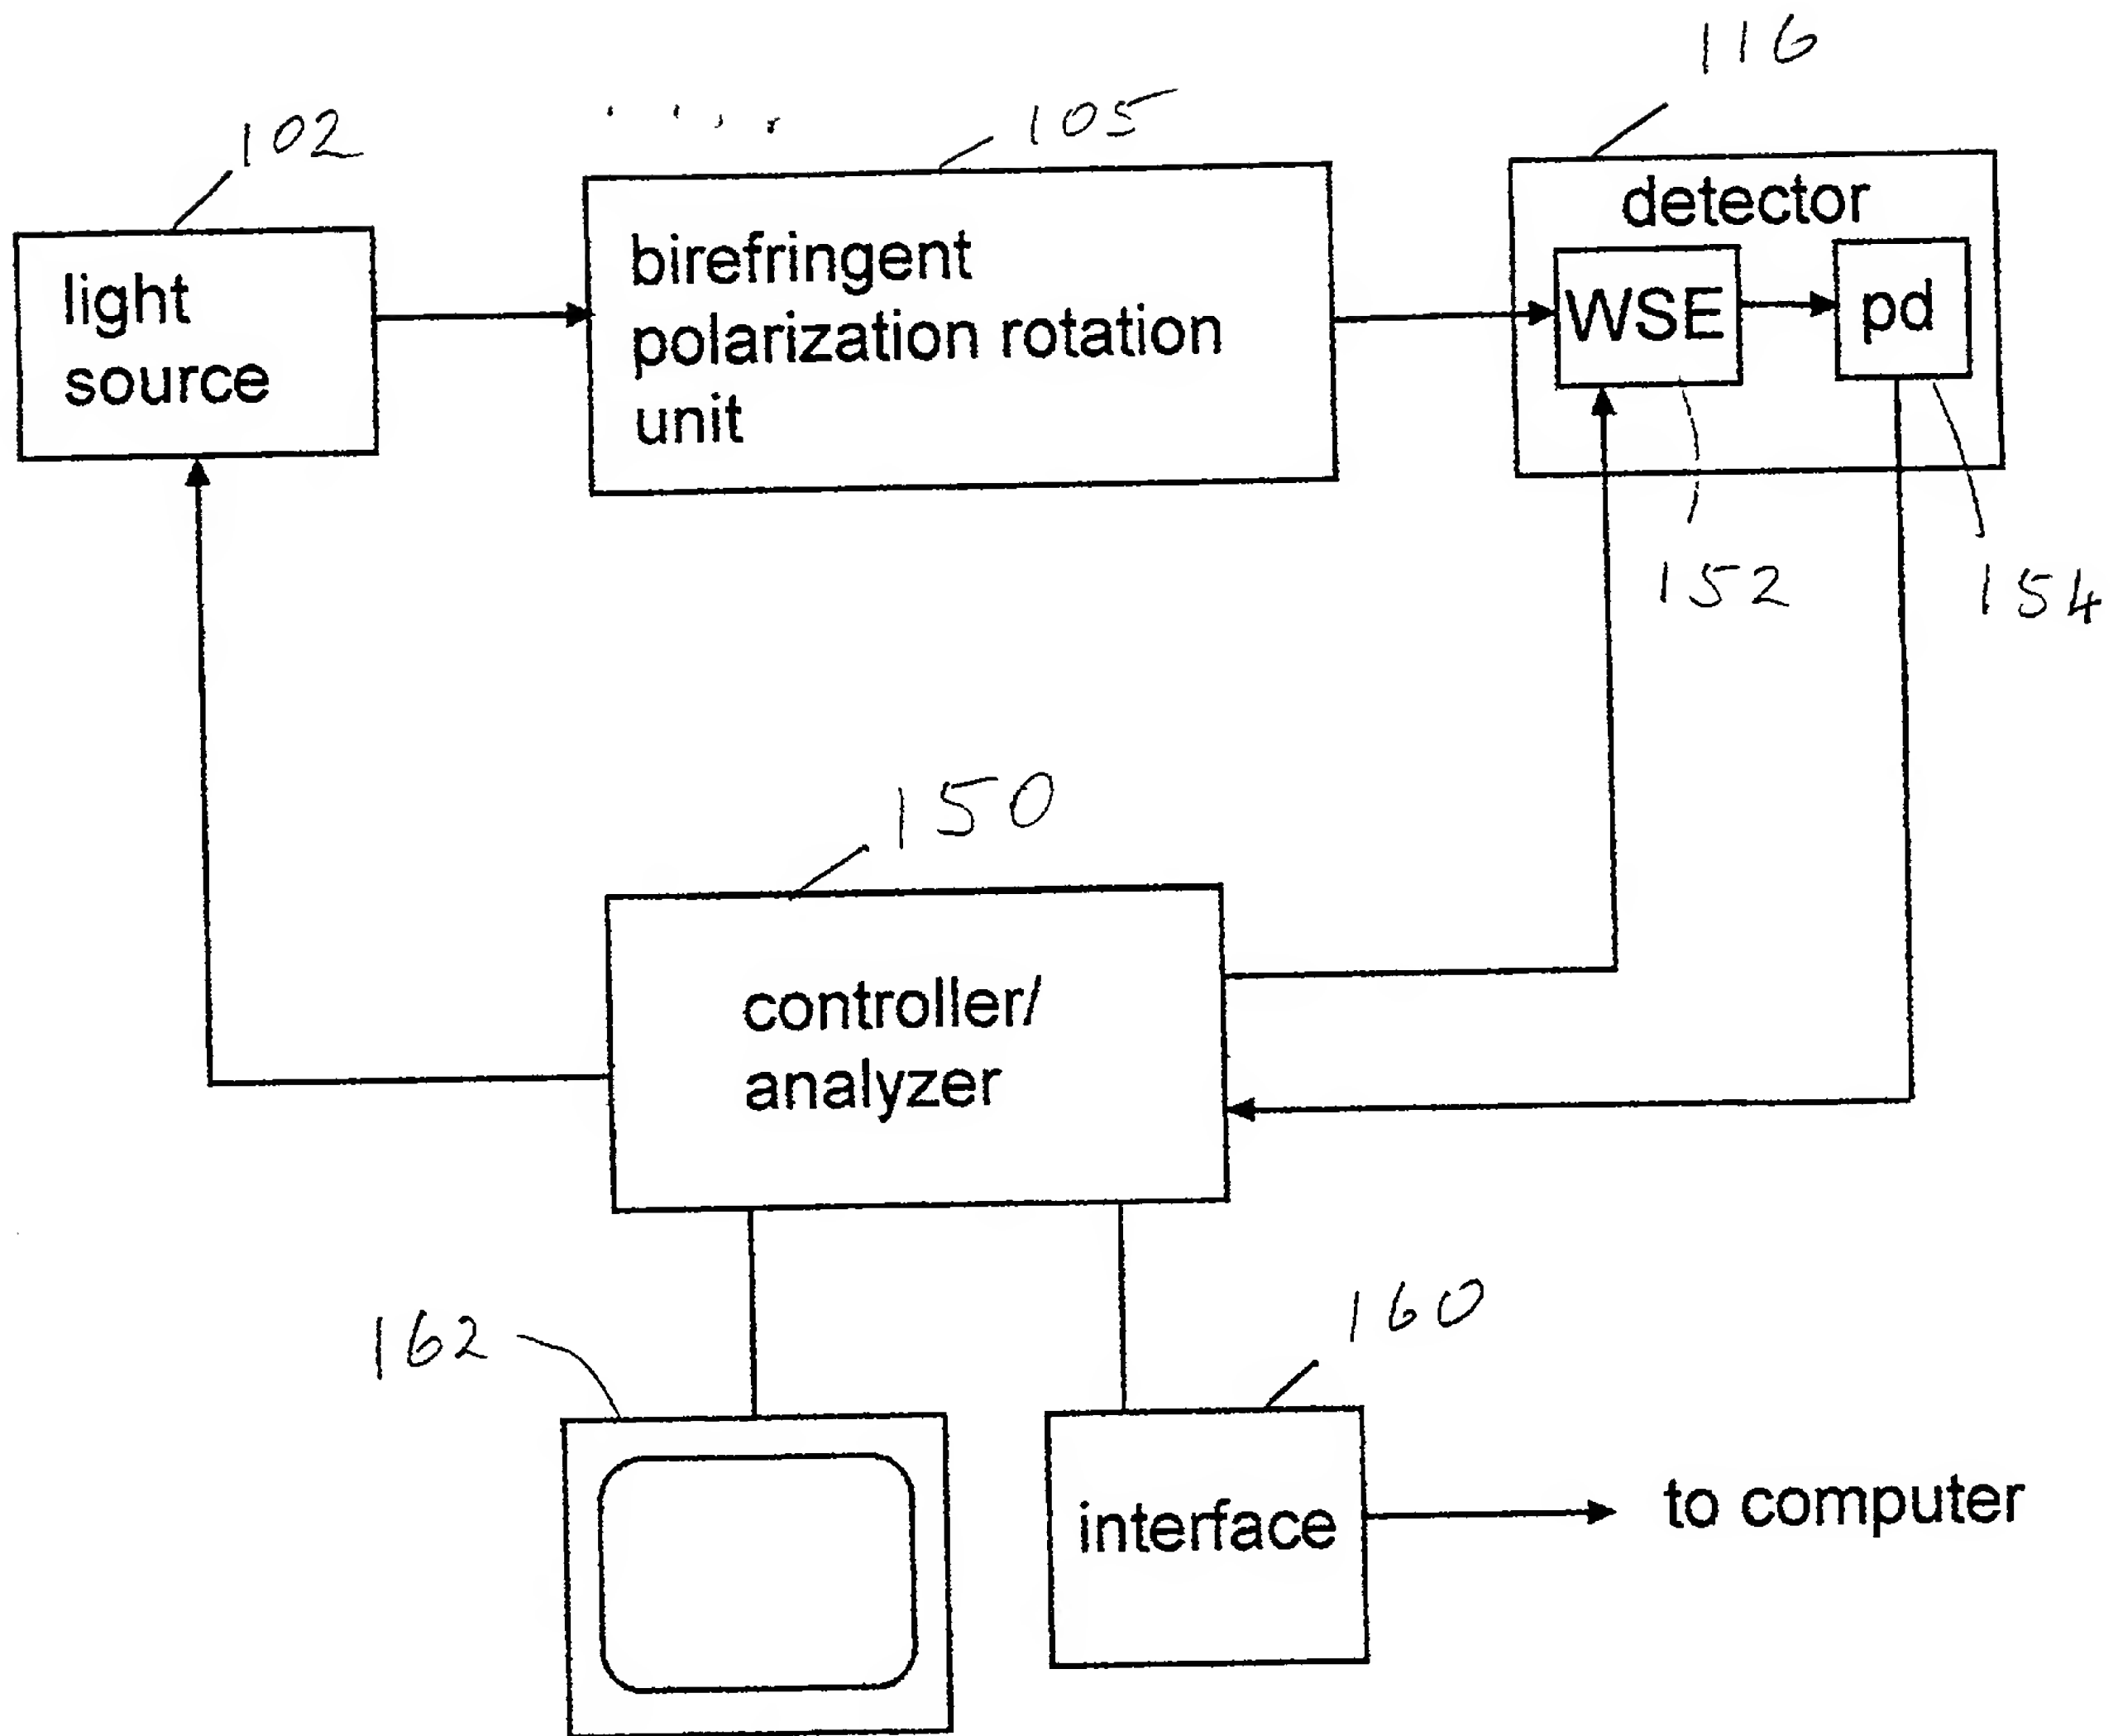 116
102
105
detector
light
source
birefringent
polarization rotation
unit
WSE
pd
152
154
150
controller/
analyzer
162
160
interface
to computer